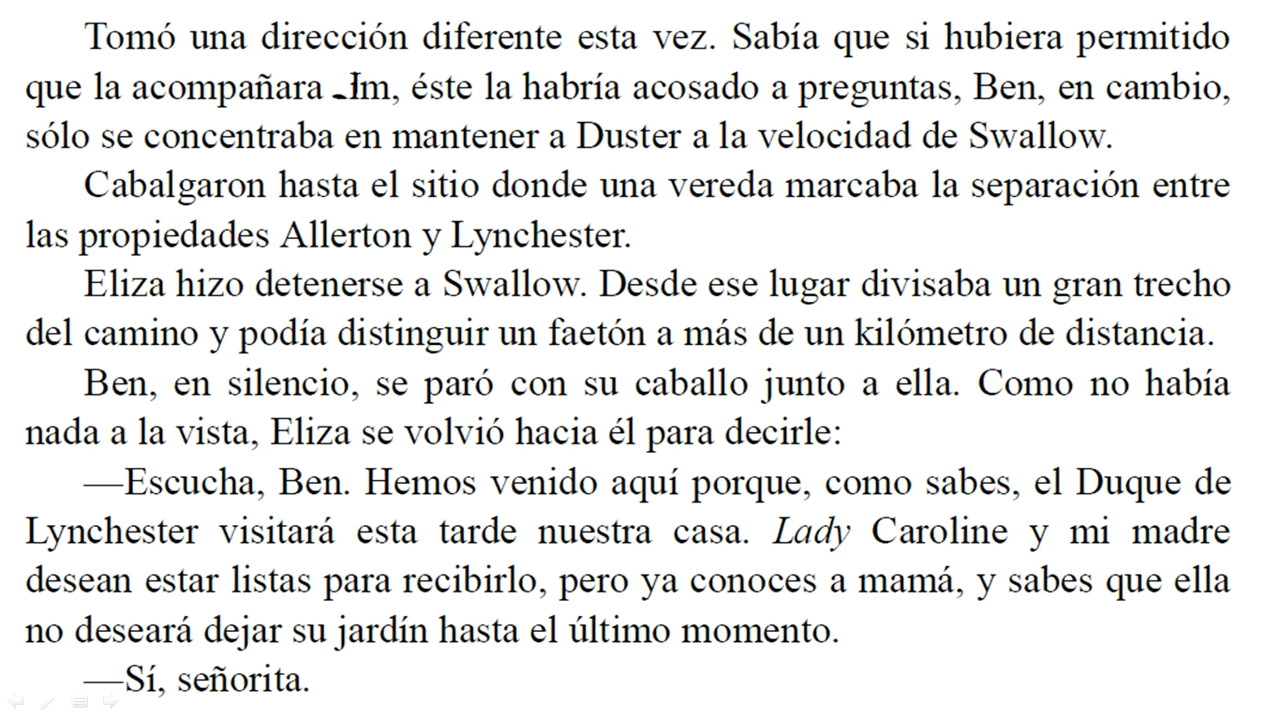 Tomó una dirección diferente esta vez. Sabía que si hubiera permitido
que la acompañara Jim, éste la habría acosado a preguntas, Ben, en cambio,
sólo se concentraba en mantener a Duster a la velocidad de Swallow.
Cabalgaron hasta el sitio donde una vereda marcaba la separación entre
las propiedades Allerton y Lynchester.
Eliza hizo detenerse a Swallow. Desde ese lugar divisaba un gran trecho
del camino y podía distinguir un faetón a más de un kilómetro de distancia.
Ben, en silencio, se paró con su caballo junto a ella. Como no había
nada a la vista, Eliza se volvió hacia él para decirle:
—Escucha, Ben. Hemos venido aquí porque, como sabes, el Duque de
Lynchester visitará esta tarde nuestra casa. Lady Caroline y mi madre
desean estar listas para recibirlo, pero ya conoces a mamá, y sabes que ella
no deseará dejar su jardín hasta el último momento.
—Sí, señorita.